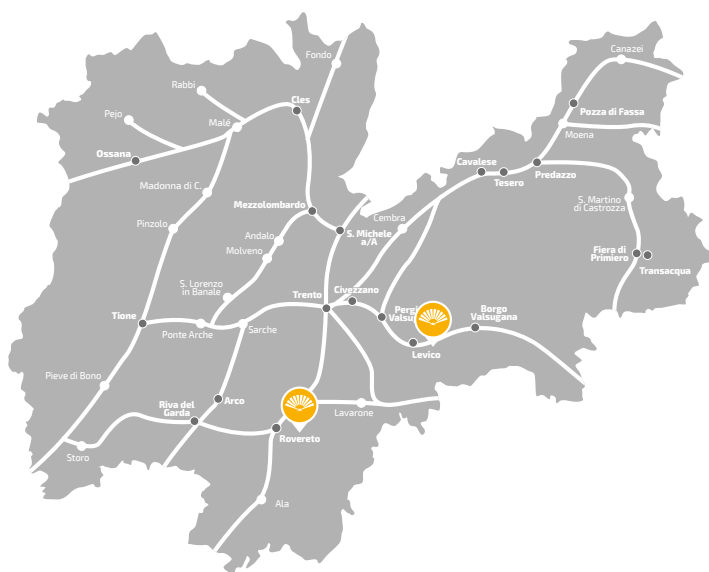 Canazei
Fondo
Rabbi
Cles
Pozza di Fassa
Pejo
Malé
Moena
Ossana
Cavalese
Tesero
Predazzo
Madonna di C.
Mezzolombardo
S. Martino
di Castrozza
Pinzolo
Cembra
Andalo
S. Michele
a/A
Molveno
Fiera di
Primiero
Transacqua
S. Lorenzo
in Banale
Trento
Civezzano
Tione
Borgo
Valsugana
Ponte Arche
Sarche
Levico
Pieve di Bono
Riva del
Garda
Arco
Lavarone
Rovereto
Storo
Ala